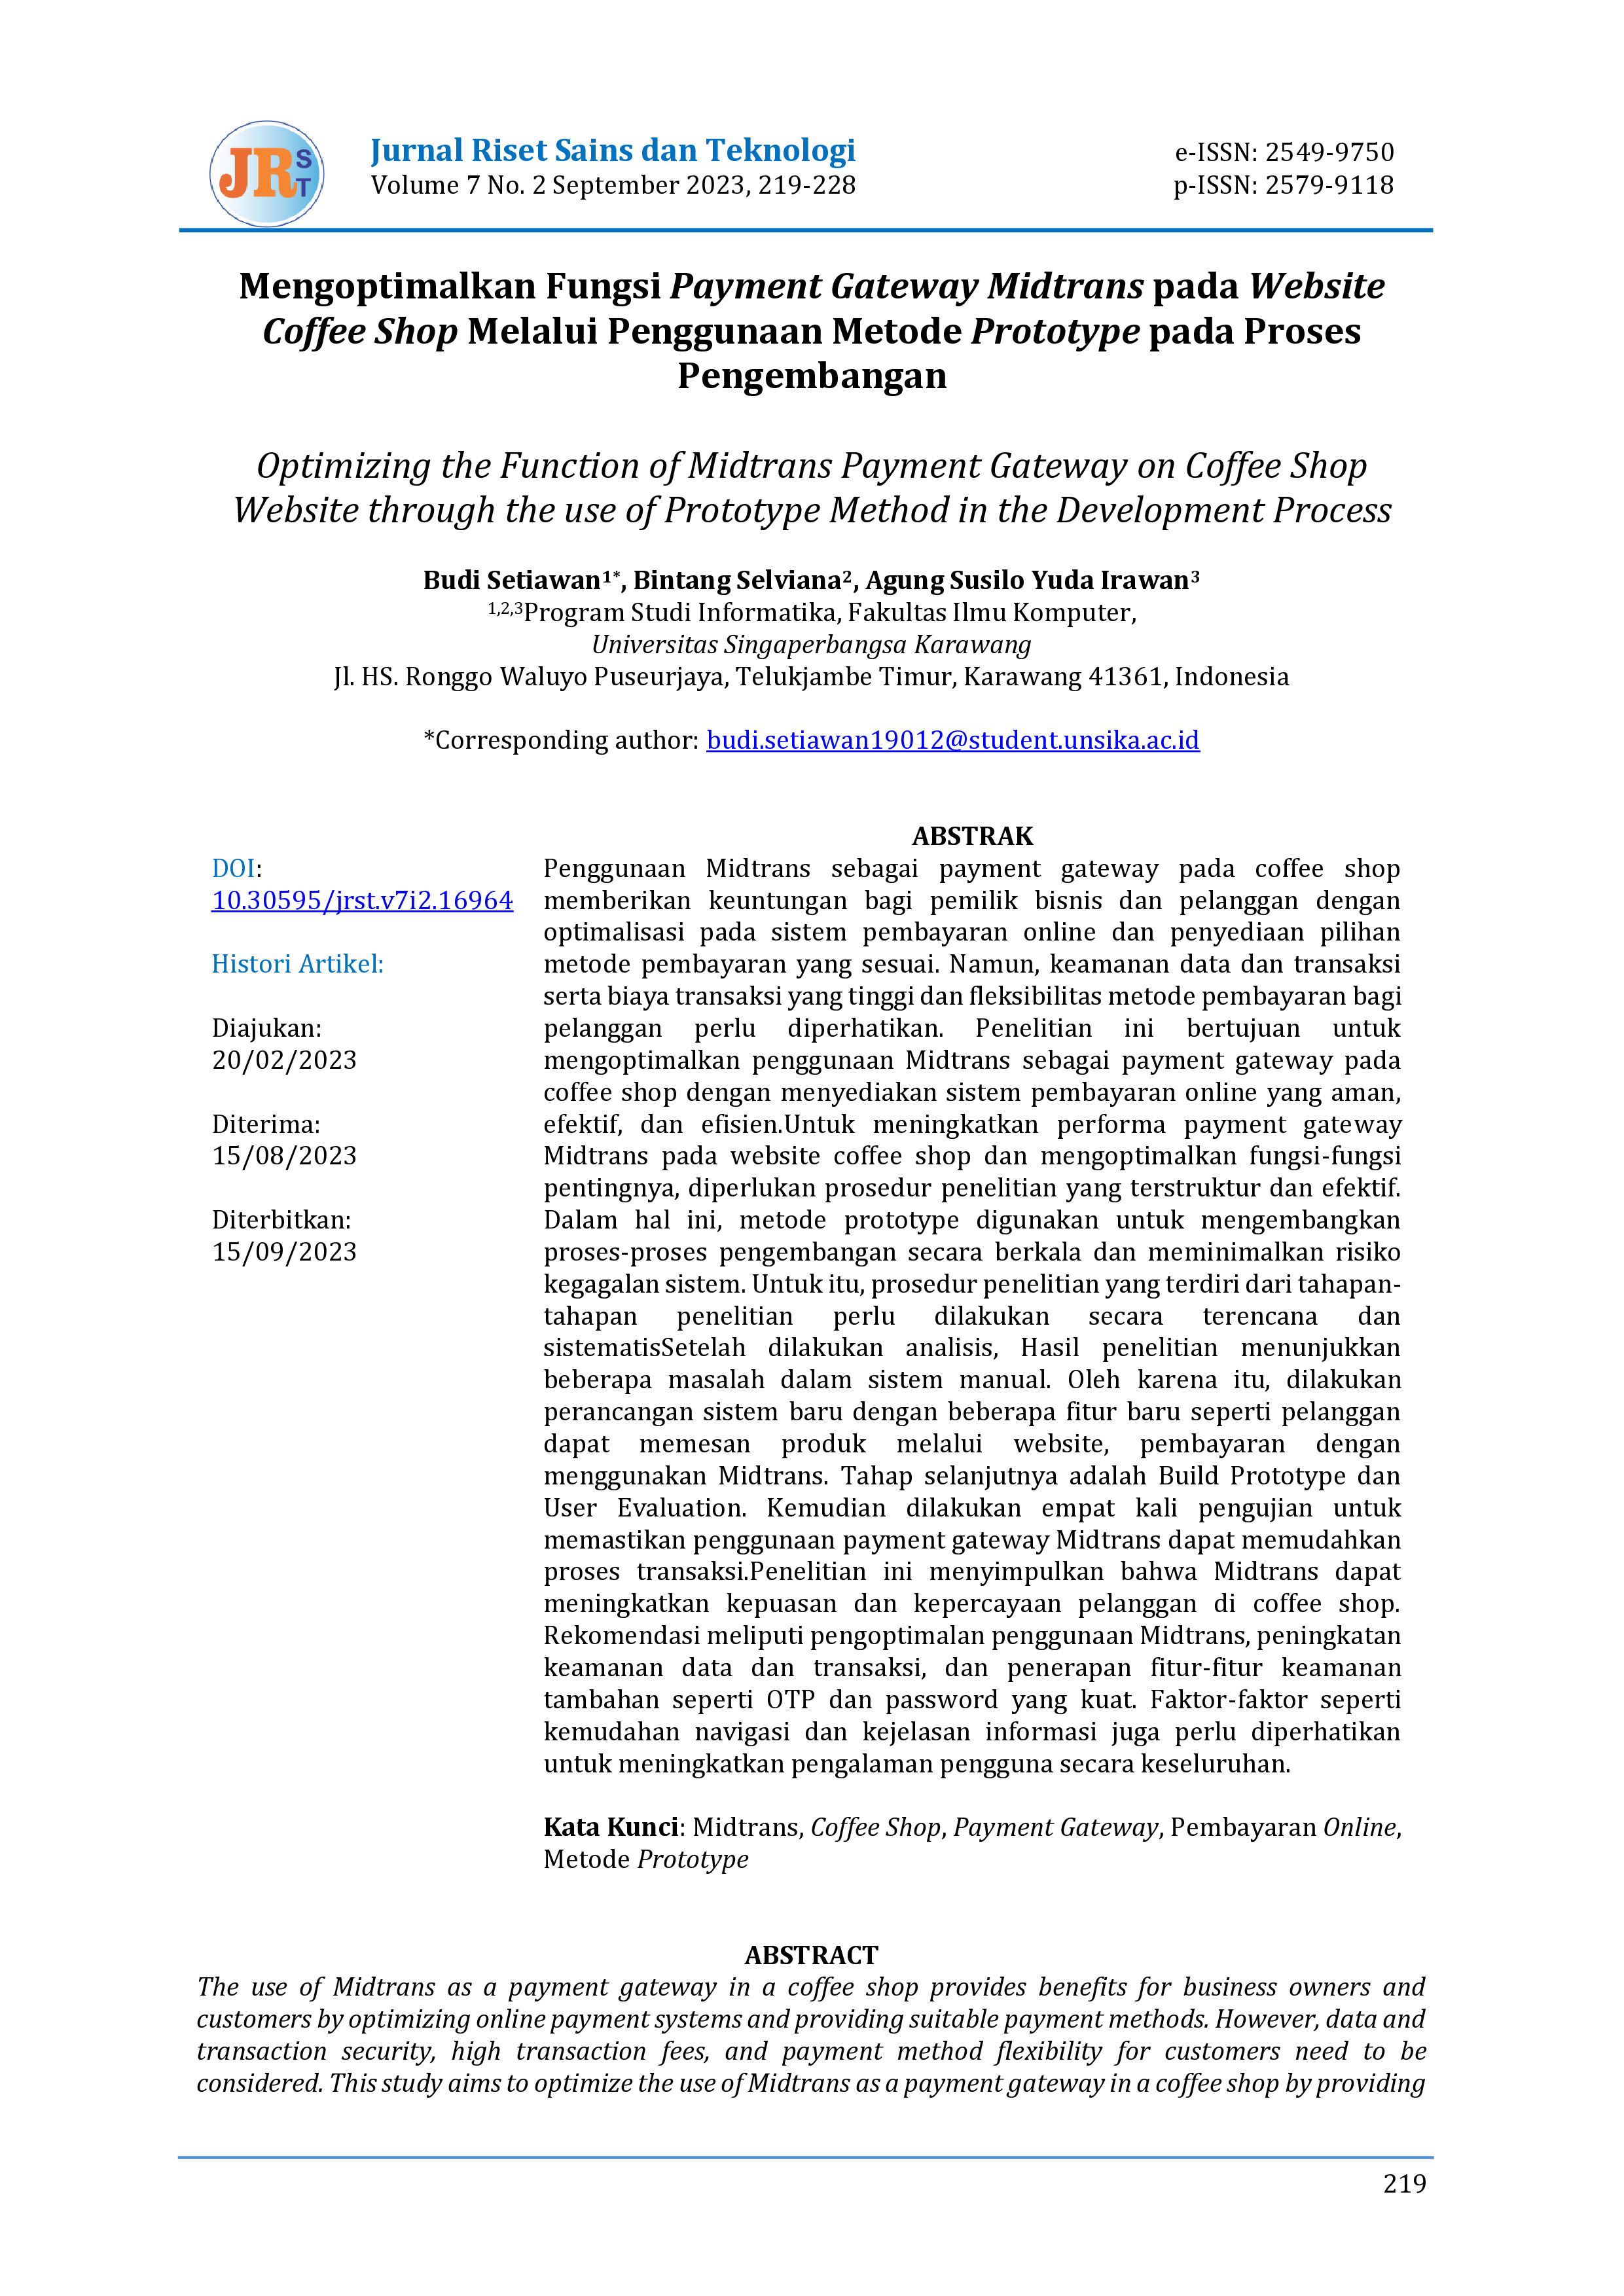 JRST
Jurnal Riset Sains dan Teknologi
Volume 7 No. 2 September 2023, 219-228
e-ISSN: 2549-9750
p-ISSN: 2579-9118
Mengoptimalkan Fungsi Payment Gateway Midtrans pada Website
Coffee Shop Melalui Penggunaan Metode Prototype pada Proses
Pengembangan
Optimizing the Function of Midtrans Payment Gateway on Coffee Shop
Website through the use of Prototype Method in the Development Process
Budi Setiawan1*, Bintang Selviana2, Agung Susilo Yuda Irawan3
1,2,3Program Studi Informatika, Fakultas Ilmu Komputer,
Universitas Singaperbangsa Karawang
Jl. HS. Ronggo Waluyo Puseurjaya, Telukjambe Timur, Karawang 41361, Indonesia
*Corresponding author: budi.setiawan19012@student.unsika.ac.id
DOI:
10.30595/jrst.v7i2.16964
Histori Artikel:
Diajukan:
20/02/2023
Diterima:
15/08/2023
Diterbitkan:
15/09/2023
ABSTRAK
Penggunaan Midtrans sebagai payment gateway pada coffee shop
memberikan keuntungan bagi pemilik bisnis dan pelanggan dengan
optimalisasi pada sistem pembayaran online dan penyediaan pilihan
metode pembayaran yang sesuai. Namun, keamanan data dan transaksi
serta biaya transaksi yang tinggi dan fleksibilitas metode pembayaran bagi
pelanggan perlu diperhatikan. Penelitian ini bertujuan untuk
mengoptimalkan penggunaan Midtrans sebagai payment gateway pada
coffee shop dengan menyediakan sistem pembayaran online yang aman,
efektif, dan efisien.Untuk meningkatkan performa payment gateway
Midtrans pada website coffee shop dan mengoptimalkan fungsi-fungsi
pentingnya, diperlukan prosedur penelitian yang terstruktur dan efektif.
Dalam hal ini, metode prototype digunakan untuk mengembangkan
proses-proses pengembangan secara berkala dan meminimalkan risiko
kegagalan sistem. Untuk itu, prosedur penelitian yang terdiri dari tahapan-
tahapan penelitian perlu dilakukan secara terencana dan
sistematisSetelah dilakukan analisis, Hasil penelitian menunjukkan
beberapa masalah dalam sistem manual. Oleh karena itu, dilakukan
perancangan sistem baru dengan beberapa fitur baru seperti pelanggan
dapat memesan produk melalui website, pembayaran dengan
menggunakan Midtrans. Tahap selanjutnya adalah Build Prototype dan
User Evaluation. Kemudian dilakukan empat kali pengujian untuk
memastikan penggunaan payment gateway Midtrans dapat memudahkan
proses transaksi.Penelitian ini menyimpulkan bahwa Midtrans dapat
meningkatkan kepuasan dan kepercayaan pelanggan di coffee shop.
Rekomendasi meliputi pengoptimalan penggunaan Midtrans, peningkatan
keamanan data dan transaksi, dan penerapan fitur-fitur keamanan
tambahan seperti OTP dan password yang kuat. Faktor-faktor seperti
kemudahan navigasi dan kejelasan informasi juga perlu diperhatikan
untuk meningkatkan pengalaman pengguna secara keseluruhan.
Kata Kunci: Midtrans, Coffee Shop, Payment Gateway, Pembayaran Online,
Metode Prototype
ABSTRACT
The use of Midtrans as a payment gateway in a coffee shop provides benefits for business owners and
customers by optimizing online payment systems and providing suitable payment methods. However, data and
transaction security, high transaction fees, and payment method flexibility for customers need to be
considered. This study aims to optimize the use of Midtrans as a payment gateway in a coffee shop by providing
219